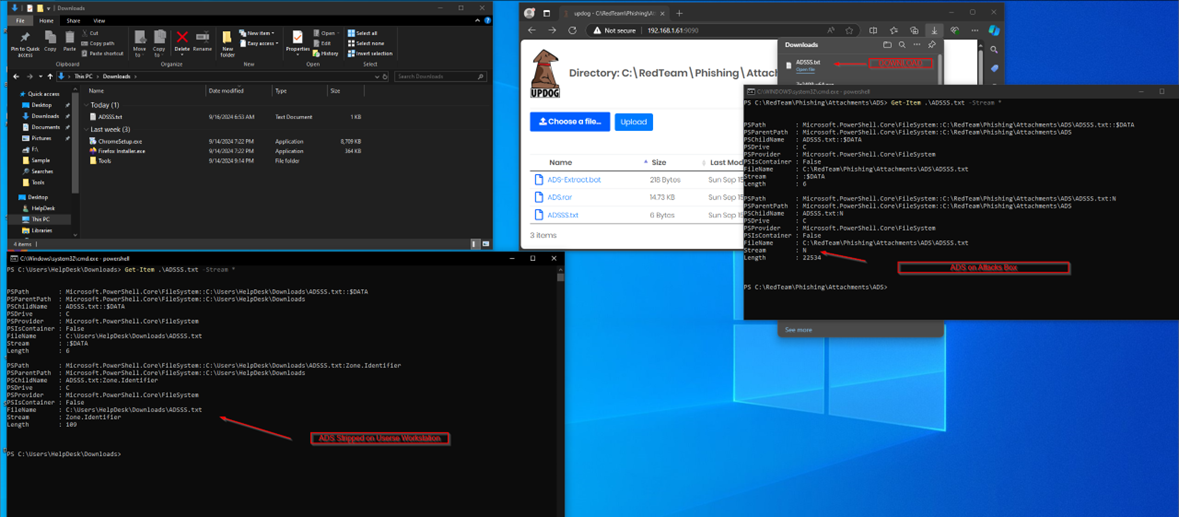 File Home Share View
Pin to Quick access
Copy
Paste
Cut
Copy path
Paste shortcut
Move to
Copy to
Delete
Rename
New folder
New item
Easy access
Properties
Open
Edit
History
Select all
Select none
Invert selection
Clipboard
Organize
New
Open
Select
This PC > Downloads
Search Downloads
Name Date modified Type Size
Quick access
Desktop
Downloads
Documents
Pictures
F:\
Sample
Searches
Tools
Desktop
HelpDesk
This PC
Libraries
Today (1)
ADSSS.txt 9/16/2024 6:53 AM Text Document 1 KB
Last week (3)
ChromeSetup.exe 9/14/2024 7:22 PM Application 8,709 KB
Firefox Installer.exe 9/14/2024 7:22 PM Application 364 KB
Tools 9/14/2024 9:14 PM File folder
4 items
updog - C:\RedTeam\Phishing\At
Not secure 192.168.1.61:9090
UPDOG
Directory: C:\RedTeam\Phishing\Attac
Choose a file...
Upload
Name Size Last Mod
ADS-Extract.bat 218 Bytes Sun Sep 15
ADS.rar 14.73 KB Sun Sep 15
ADSSS.txt 6 Bytes Sun Sep 15
3 items
Downloads
ADSSS.txt
Open file
See more
C:\WINDOWS\system32\cmd.exe - powershell
PS C:\RedTeam\Phishing\Attachments\ADS> Get-Item .\ADSSS.txt -Stream *
PSPath : Microsoft.PowerShell.Core\FileSystem::C:\RedTeam\Phishing\Attachments\ADS\ADSSS.txt::$DATA
PSParentPath : Microsoft.PowerShell.Core\FileSystem::C:\RedTeam\Phishing\Attachments\ADS
PSChildName : ADSSS.txt::$DATA
PSDrive : C
PSProvider : Microsoft.PowerShell.Core\FileSystem
PSIsContainer : False
FileName : C:\RedTeam\Phishing\Attachments\ADS\ADSSS.txt
Stream : :$DATA
Length : 6
PSPath : Microsoft.PowerShell.Core\FileSystem::C:\RedTeam\Phishing\Attachments\ADS\ADSSS.txt:N
PSParentPath : Microsoft.PowerShell.Core\FileSystem::C:\RedTeam\Phishing\Attachments\ADS
PSChildName : ADSSS.txt:N
PSDrive : C
PSProvider : Microsoft.PowerShell.Core\FileSystem
PSIsContainer : False
FileName : C:\RedTeam\Phishing\Attachments\ADS\ADSSS.txt
Stream : N
Length : 22534
ADS on Attacks Box
PS C:\RedTeam\Phishing\Attachments\ADS>
C:\Windows\system32\cmd.exe - powershell
PS C:\Users\HelpDesk\Downloads> Get-Item .\ADSSS.txt -Stream *
PSPath : Microsoft.PowerShell.Core\FileSystem::C:\Users\HelpDesk\Downloads\ADSSS.txt::$DATA
PSParentPath : Microsoft.PowerShell.Core\FileSystem::C:\Users\HelpDesk\Downloads
PSChildName : ADSSS.txt::$DATA
PSDrive : C
PSProvider : Microsoft.PowerShell.Core\FileSystem
PSIsContainer : False
FileName : C:\Users\HelpDesk\Downloads\ADSSS.txt
Stream : :$DATA
Length : 6
PSPath : Microsoft.PowerShell.Core\FileSystem::C:\Users\HelpDesk\Downloads\ADSSS.txt:Zone.Identifier
PSParentPath : Microsoft.PowerShell.Core\FileSystem::C:\Users\HelpDesk\Downloads
PSChildName : ADSSS.txt:Zone.Identifier
PSDrive : C
PSProvider : Microsoft.PowerShell.Core\FileSystem
PSIsContainer : False
FileName : C:\Users\HelpDesk\Downloads\ADSSS.txt
Stream : Zone.Identifier
Length : 109
ADS Stripped on Userse Workstation
PS C:\Users\HelpDesk\Downloads>